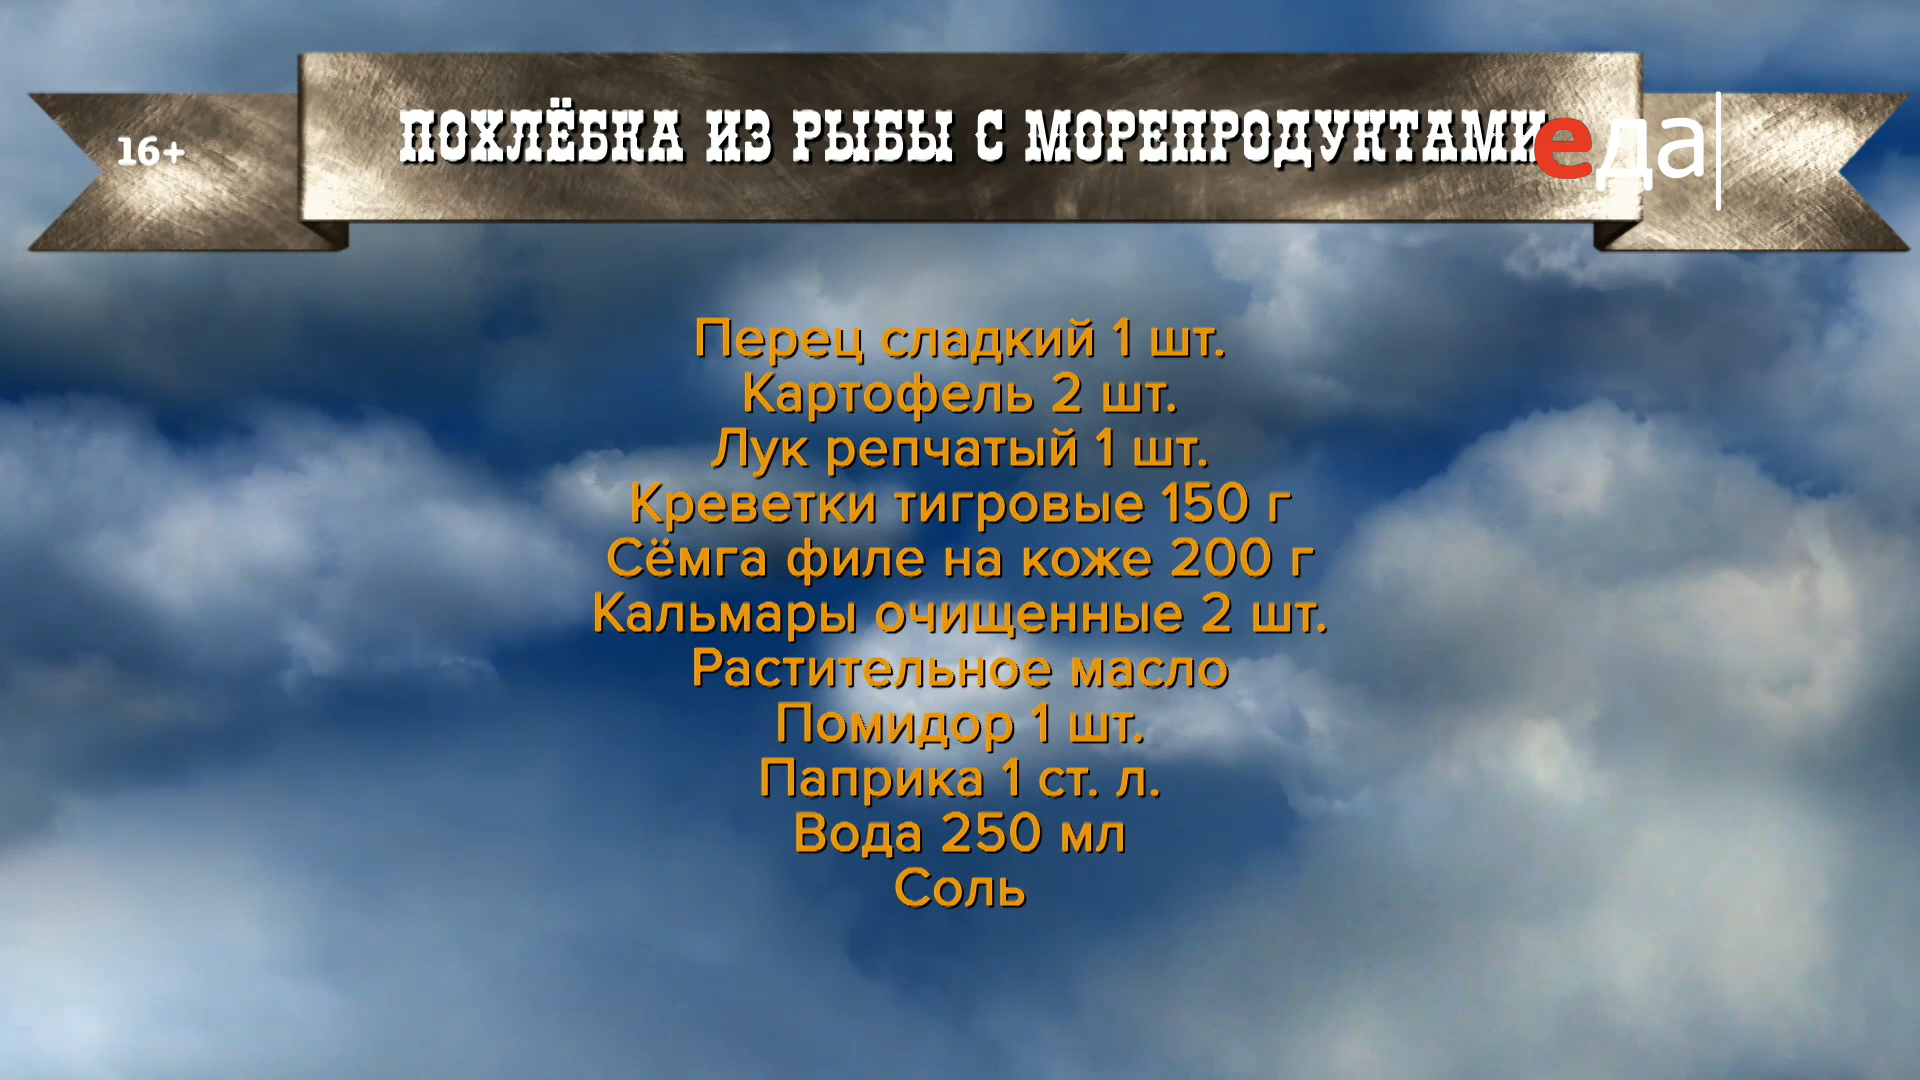 16+
ПОХЛЁБКА ИЗ РЫБЫ С МОРЕПРОДУКТАМИ
еда
Перец сладкий 1 шт.
Картофель 2 шт.
Лук репчатый 1 шт.
Креветки тигровые 150 г
Сёмга филе на коже 200 г
Кальмары очищенные 2 шт.
Растительное масло
Помидор 1 шт.
Паприка 1 ст. л.
Вода 250 мл
Соль